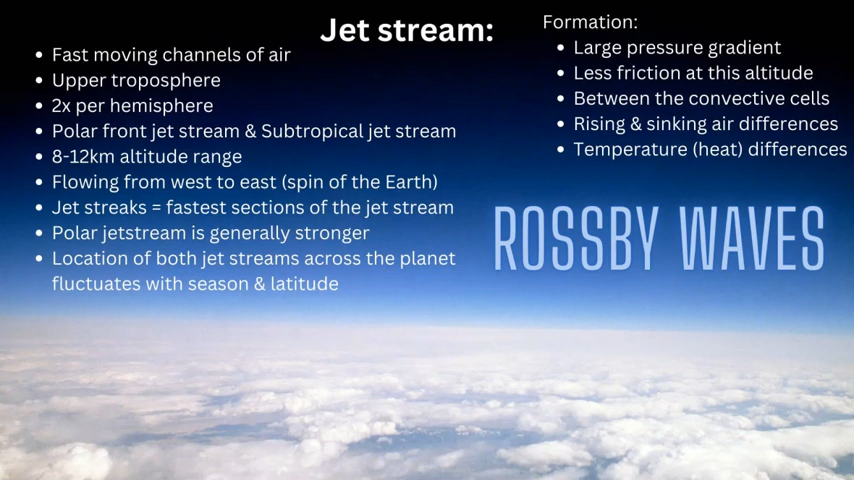 Jet stream:
• Fast moving channels of air
• Upper troposphere
• 2x per hemisphere
• Polar front jet stream & Subtropical jet stream
• 8-12km altitude range
• Flowing from west to east (spin of the Earth)
• Jet streaks = fastest sections of the jet stream
• Polar jetstream is generally stronger
• Location of both jet streams across the planet
fluctuates with season & latitude
Formation:
• Large pressure gradient
• Less friction at this altitude
• Between the convective cells
• Rising & sinking air differences
• Temperature (heat) differences
ROSSBY WAVES